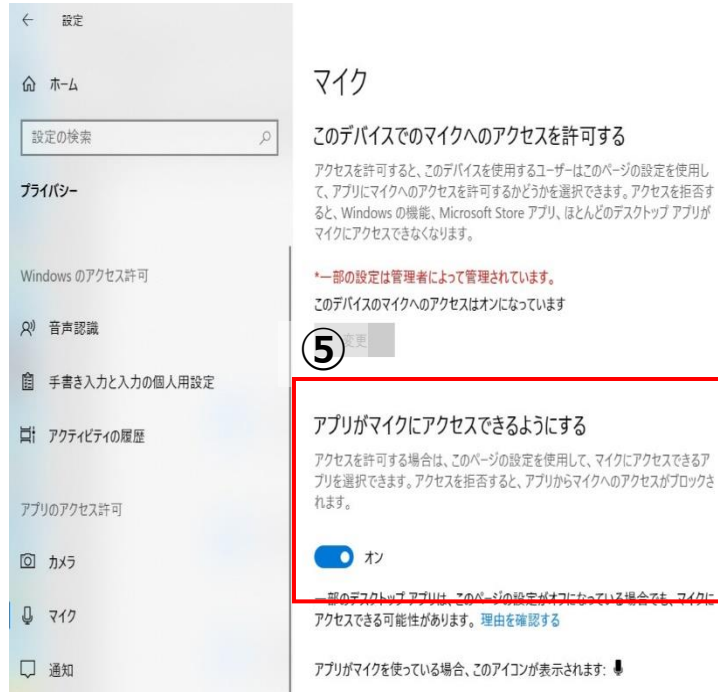 設定
ホーム
設定の検索
プライバシー
Windows のアクセス許可
音声認識
手書き入力と入力の個人用設定
アクティビティの履歴
アプリのアクセス許可
カメラ
マイク
通知
マイク
このデバイスでのマイクへのアクセスを許可する
アクセスを許可すると、このデバイスを使用するユーザーはこのページの設定を使用し
て、アプリにマイクへのアクセスを許可するかどうかを選択できます。アクセスを拒否す
ると、Windows の機能、Microsoft Store アプリ、ほとんどのデスクトップ アプリが
マイクにアクセスできなくなります。
*一部の設定は管理者によって管理されています。
このデバイスのマイクへのアクセスはオンになっています
変更
⑤
アプリがマイクにアクセスできるようにする
アクセスを許可する場合は、このページの設定を使用して、マイクにアクセスできるア
プリを選択できます。アクセスを拒否すると、アプリからマイクへのアクセスがブロックさ
れます。
オン
一部のデスクトップ アプリは、このページの設定がオフになっている場合でも、マイクに
アクセスできる可能性があります。理由を確認する
アプリがマイクを使っている場合、このアイコンが表示されます: